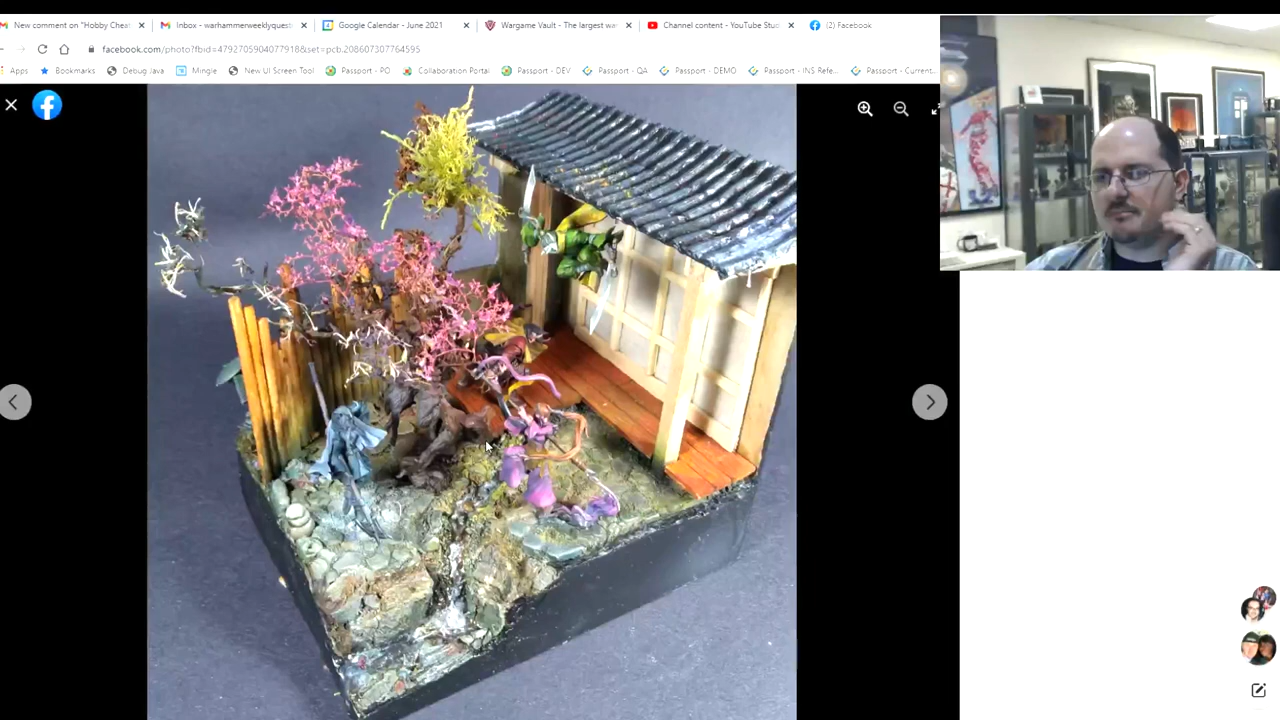 New comment on "Hobby Cheat
Inbox - warhammerweeklyquest
Google Calendar - June 2021
Wargame Vault - The largest wa
Channel content - YouTube Stu
(2) Facebook
facebook.com/photo?fbid=4792705904077918&set=pcb.208607307764595
Apps
Bookmarks
Debug Java
Mingle
New UI Screen Tool
Passport - PO
Collaboration Portal
Passport - DEV
Passport - QA
Passport - DEMO
Passport - INS Refe...
Passport - Current...